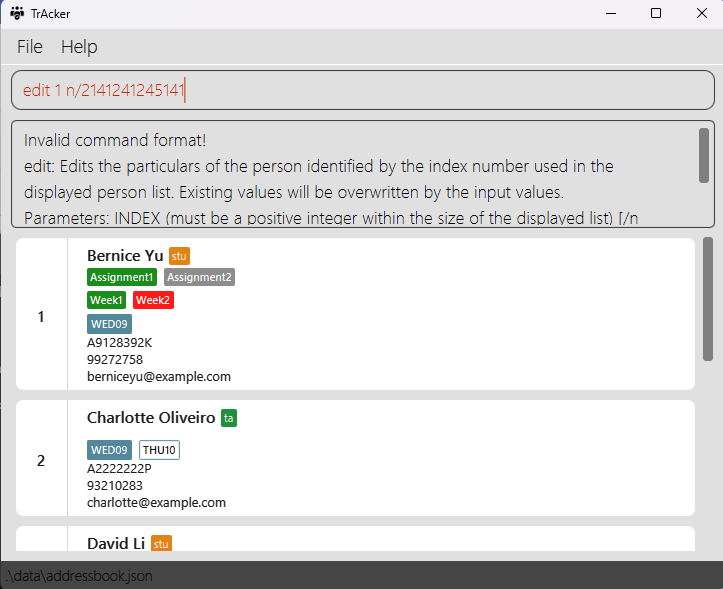 TrAcker
File Help
edit 1 n/2141241245141
Invalid command format!
edit: Edits the particulars of the person identified by the index number used in the
displayed person list. Existing values will be overwritten by the input values.
Parameters: INDEX (must be a positive integer within the size of the displayed list) [/n
1
Bernice Yu stu
Assignment1 Assignment2
Week1 Week2
WED09
A9128392K
99272758
berniceyu@example.com
2
Charlotte Oliveiro ta
WED09 THU10
A2222222P
93210283
charlotte@example.com
David Li stu
.\data\addressbook.json